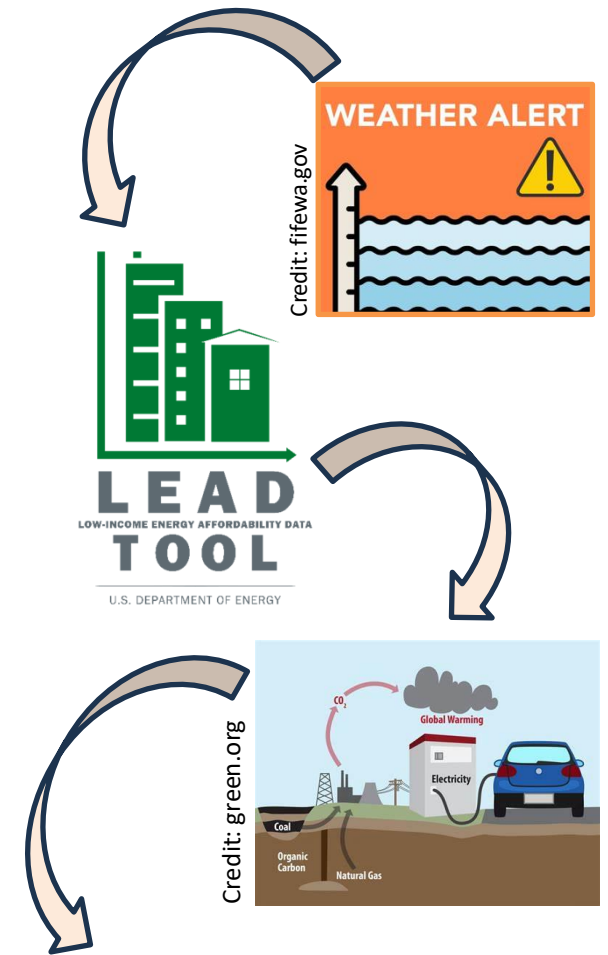 WEATHER ALERT
Credit: fifewa.gov
LEAD
LOW-INCOME ENERGY AFFORDABILITY DATA
TOOL
U.S. DEPARTMENT OF ENERGY
CO2
Global Warming
Electricity
Coal
Organic
Carbon
Natural Gas
Credit: green.org